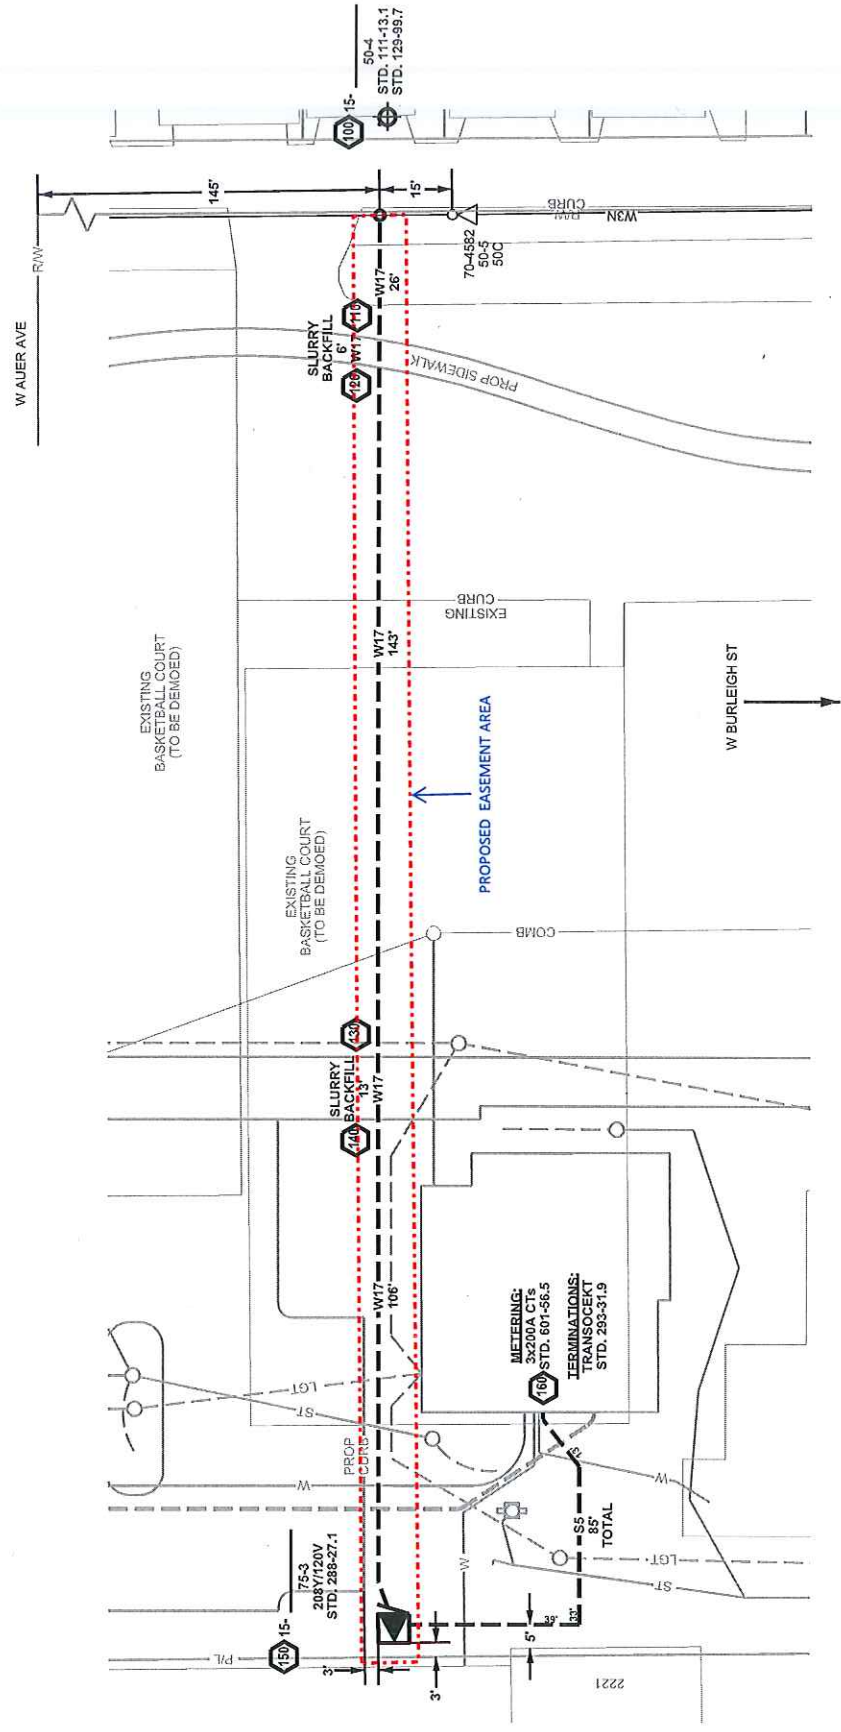 50-4
STD. 111-13.1
STD. 129-99.7
100
15-
W AUER AVE
R/W
145'
15'
CURB
R/W
W3N
70-4582
50-5
50C
W17
26'
110
SLURRY
BACKFILL
6'
W17
120
PROP SIDEWALK
EXISTING
CURB
W17
143'
EXISTING
BASKETBALL COURT
(TO BE DEMOED)
W BURLEIGH ST
PROPOSED EASEMENT AREA
EXISTING
BASKETBALL COURT
(TO BE DEMOED)
COMB
130
SLURRY
BACKFILL
13'
W17
140
W17
106'
METERING:
3x200A CTs
STD. 601-56.5
160
TERMINATIONS:
TRANSOCEKT
STD. 293-31.9
LGT
ST
PROP
CURB
W
13'
W
S5
85'
TOTAL
75-3
208Y/120V
STD. 288-27.1
150
15-
W
LGT
ST
39'
33'
5'
P/L
3'
3'
2221